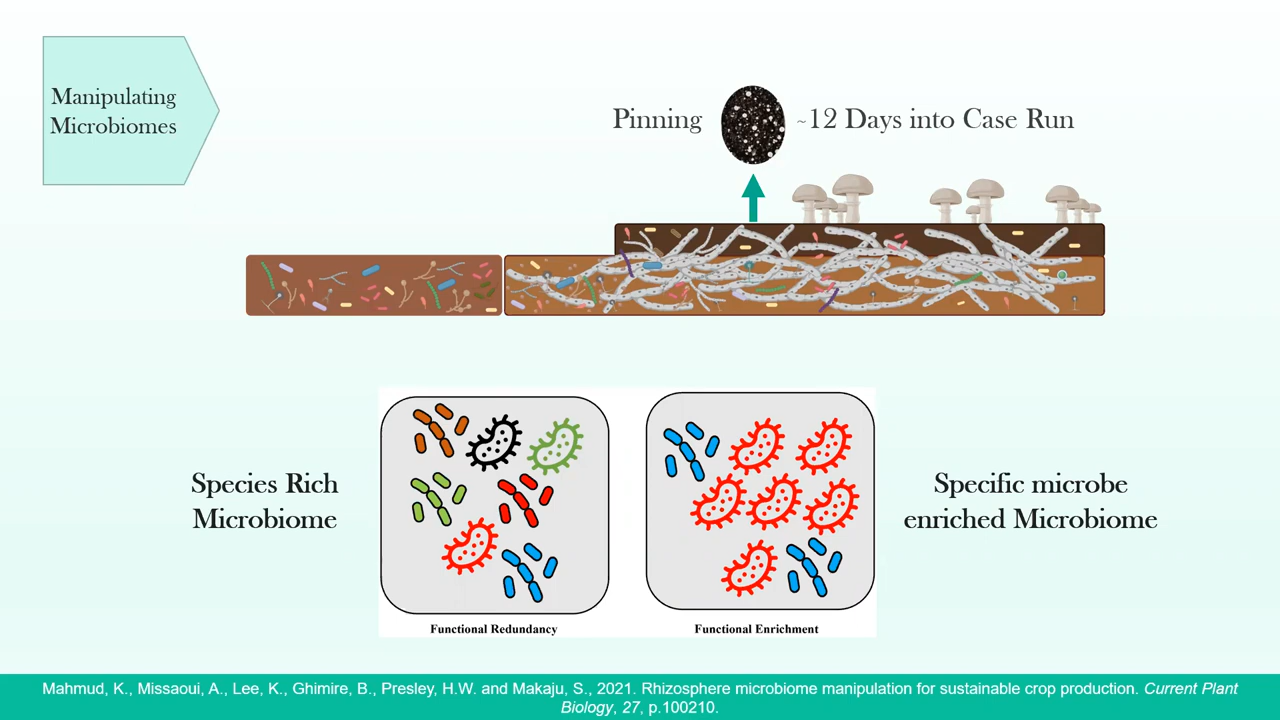 Manipulating
Microbiomes
Pinning
~12 Days into Case Run
Species Rich
Microbiome
Specific microbe
enriched Microbiome
Functional Redundancy
Functional Enrichment
Mahmud, K., Missaoui, A., Lee, K., Ghimire, B., Presley, H.W. and Makaju, S., 2021. Rhizosphere microbiome manipulation for sustainable crop production. Current Plant
Biology, 27, p.100210.